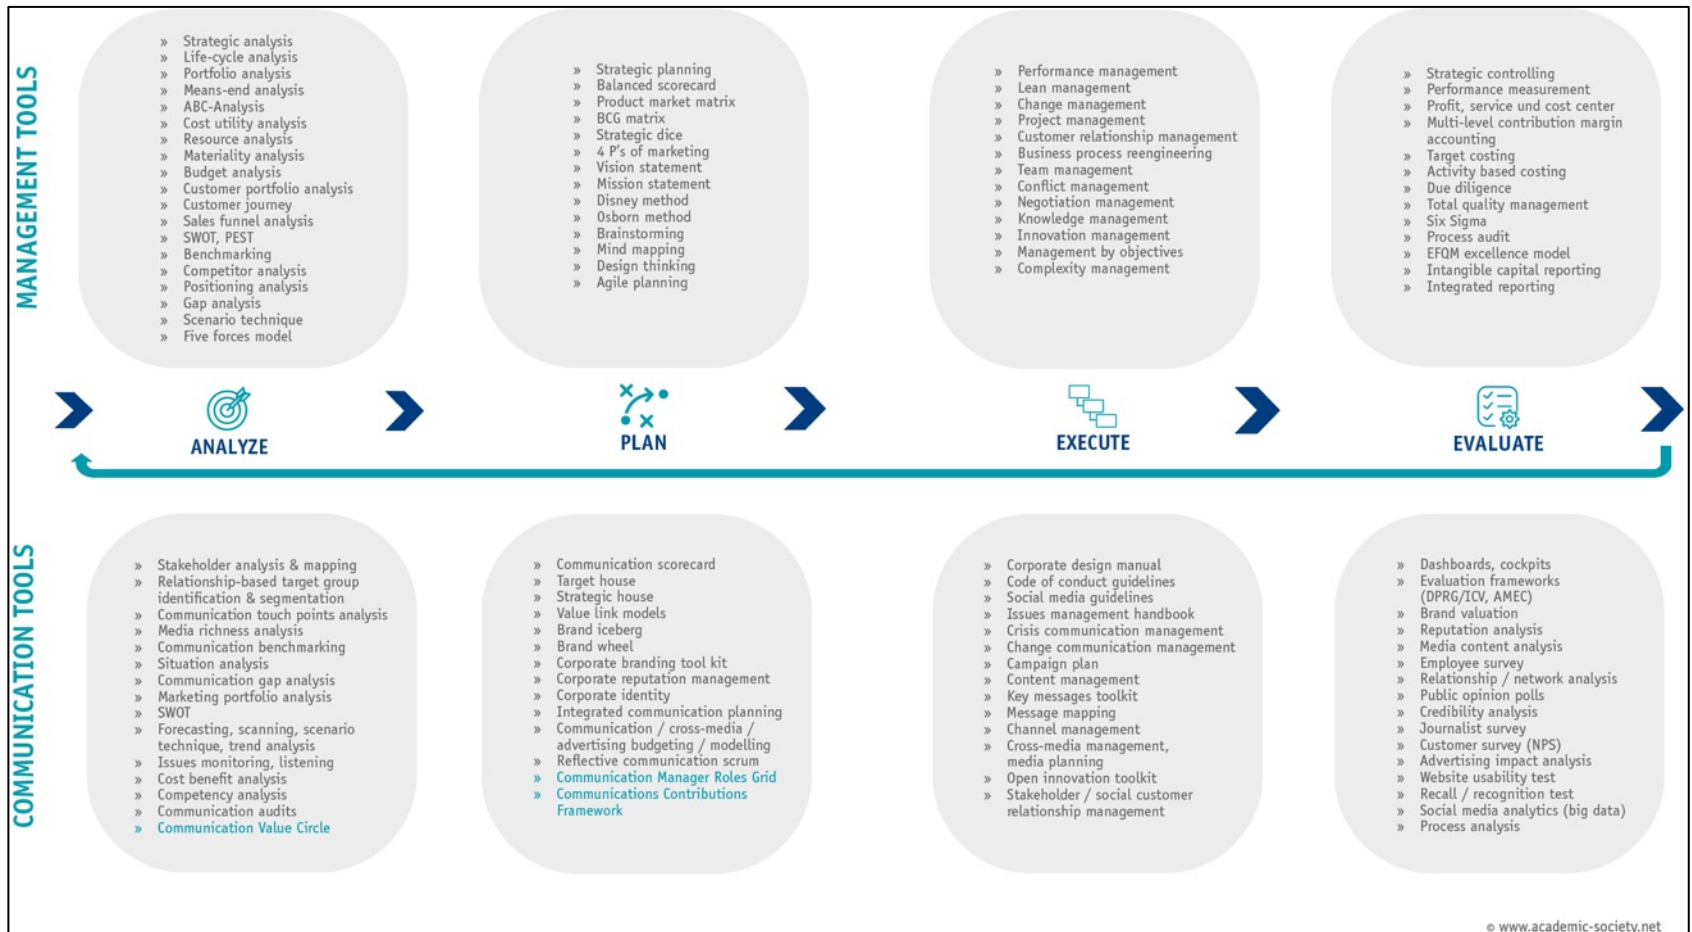 MANAGEMENT TOOLS
» Strategic analysis
» Life-cycle analysis
» Portfolio analysis
» Means-end analysis
» ABC-Analysis
» Cost utility analysis
» Resource analysis
» Materiality analysis
» Budget analysis
» Customer portfolio analysis
» Customer journey
» Sales funnel analysis
» SWOT, PEST
» Benchmarking
» Competitor analysis
» Positioning analysis
» Gap analysis
» Scenario technique
» Five forces model
» Strategic planning
» Balanced scorecard
» Product market matrix
» BCG matrix
» Strategic dice
» 4 P's of marketing
» Vision statement
» Mission statement
» Disney method
» Osborn method
» Brainstorming
» Mind mapping
» Design thinking
» Agile planning
» Performance management
» Lean management
» Change management
» Project management
» Customer relationship management
» Business process reengineering
» Team management
» Conflict management
» Negotiation management
» Knowledge management
» Innovation management
» Management by objectives
» Complexity management
» Strategic controlling
» Performance measurement
» Profit, service und cost center
» Multi-level contribution margin
accounting
» Target costing
» Activity based costing
» Due diligence
» Total quality management
» Six Sigma
» Process audit
» EFQM excellence model
» Intangible capital reporting
» Integrated reporting
ANALYZE
PLAN
EXECUTE
EVALUATE
COMMUNICATION TOOLS
» Stakeholder analysis & mapping
» Relationship-based target group
identification & segmentation
» Communication touch points analysis
» Media richness analysis
» Communication benchmarking
» Situation analysis
» Communication gap analysis
» Marketing portfolio analysis
» SWOT
» Forecasting, scanning, scenario
technique, trend analysis
» Issues monitoring, listening
» Cost benefit analysis
» Competency analysis
» Communication audits
» Communication Value Circle
» Communication scorecard
» Target house
» Strategic house
» Value link models
» Brand iceberg
» Brand wheel
» Corporate branding tool kit
» Corporate reputation management
» Corporate identity
» Integrated communication planning
» Communication / cross-media /
advertising budgeting / modelling
» Reflective communication scrum
» Communication Manager Roles Grid
» Communications Contributions
Framework
» Corporate design manual
» Code of conduct guidelines
» Social media guidelines
» Issues management handbook
» Crisis communication management
» Change communication management
» Campaign plan
» Content management
» Key messages toolkit
» Message mapping
» Channel management
» Cross-media management,
media planning
» Open innovation toolkit
» Stakeholder / social customer
relationship management
» Dashboards, cockpits
» Evaluation frameworks
(DPRG/ICV, AMEC)
» Brand valuation
» Reputation analysis
» Media content analysis
» Employee survey
» Relationship / network analysis
» Public opinion polls
» Credibility analysis
» Journalist survey
» Customer survey (NPS)
» Advertising impact analysis
» Website usability test
» Recall / recognition test
» Social media analytics (big data)
» Process analysis
© www.academic-society.net